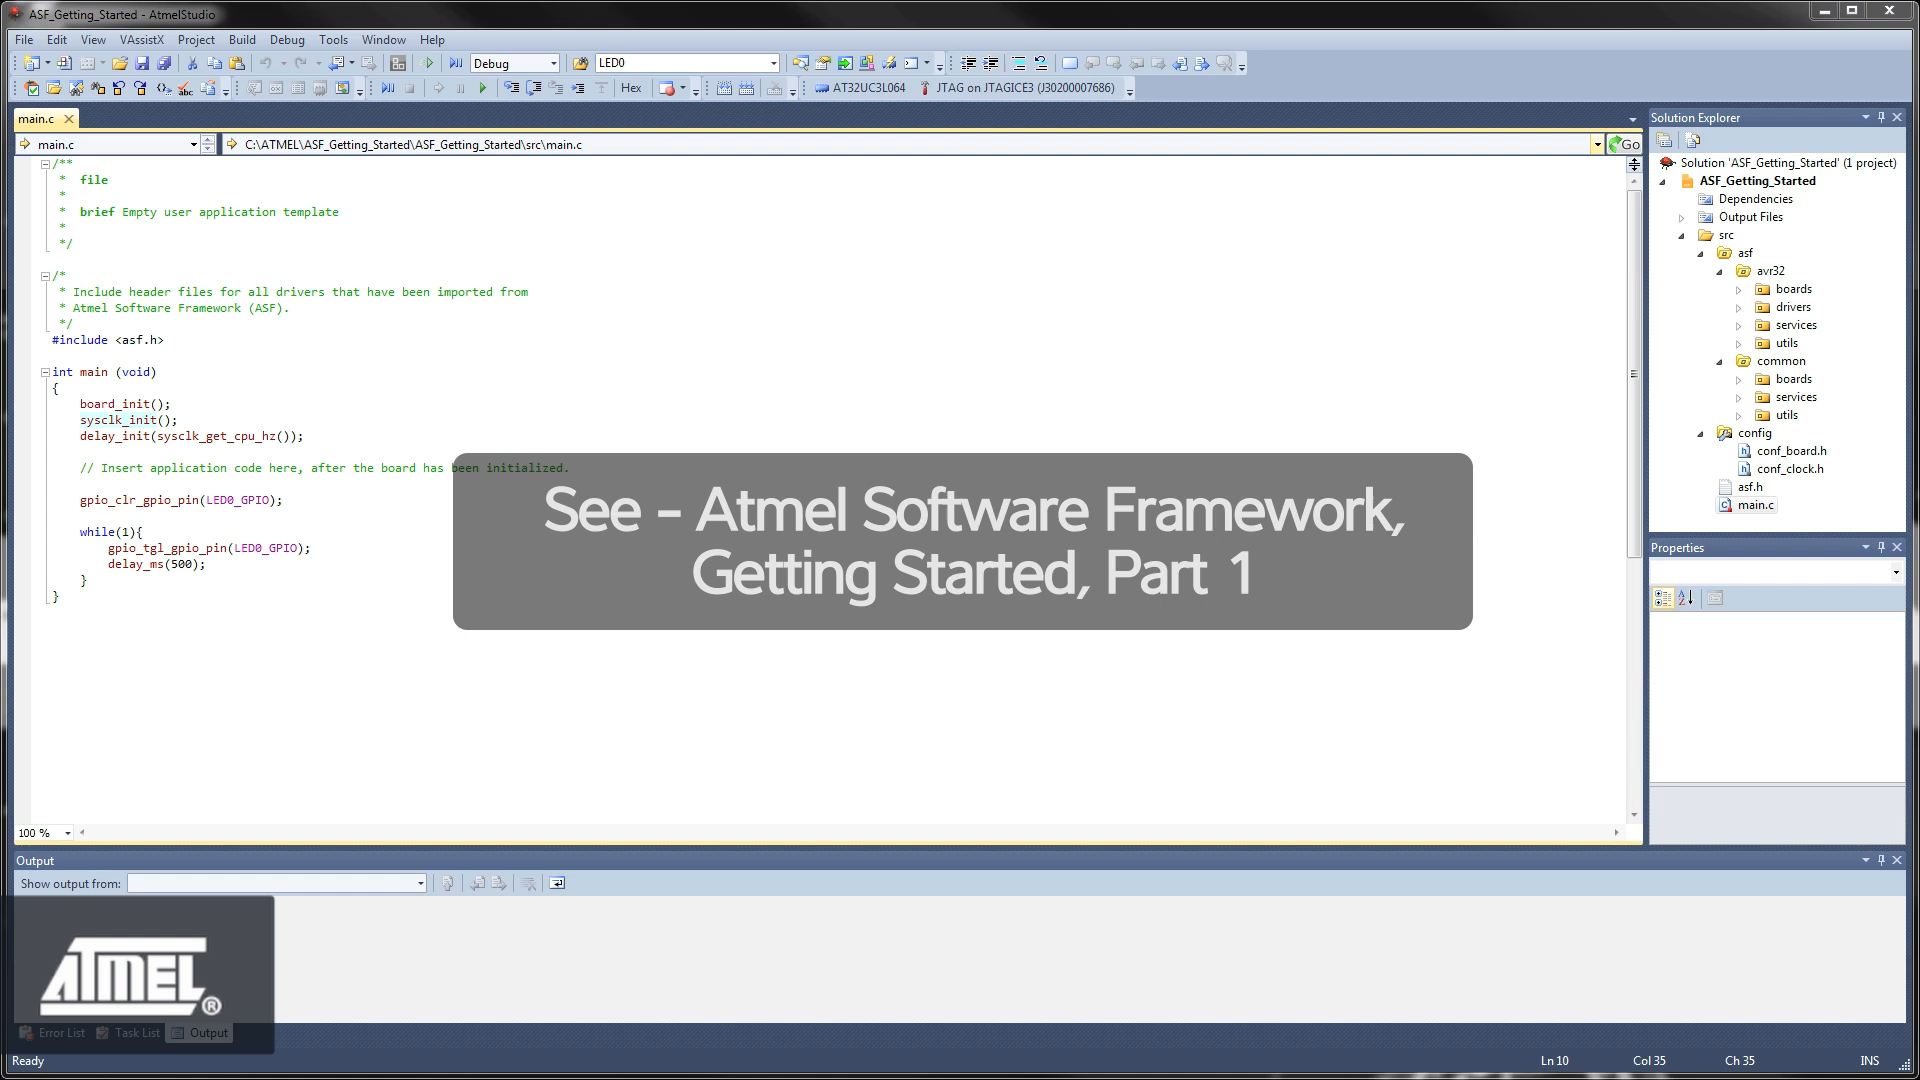 ASF_Getting_Started - AtmelStudio
File Edit View VAssistX Project Build Debug Tools Window Help
Debug LED0
Hex AT32UC3L064 JTAG on JTAGICE3 (J30200007686)
main.c
main.c C:\ATMEL\ASF_Getting_Started\ASF_Getting_Started\src\main.c Go
/**
* file
*
* brief Empty user application template
*
*/
/*
* Include header files for all drivers that have been imported from
* Atmel Software Framework (ASF).
*/
#include <asf.h>
int main (void)
{
board_init();
sysclk_init();
delay_init(sysclk_get_cpu_hz());
// Insert application code here, after the board has been initialized.
gpio_clr_gpio_pin(LED0_GPIO);
while(1){
gpio_tgl_gpio_pin(LED0_GPIO);
delay_ms(500);
}
}
See - Atmel Software Framework,
Getting Started, Part 1
100 %
Solution Explorer
Solution 'ASF_Getting_Started' (1 project)
ASF_Getting_Started
Dependencies
Output Files
src
asf
avr32
boards
drivers
services
utils
common
boards
services
utils
config
conf_board.h
conf_clock.h
asf.h
main.c
Properties
Output
Show output from:
ATMEL®
Error List Task List Output
Ready Ln 10 Col 35 Ch 35 INS